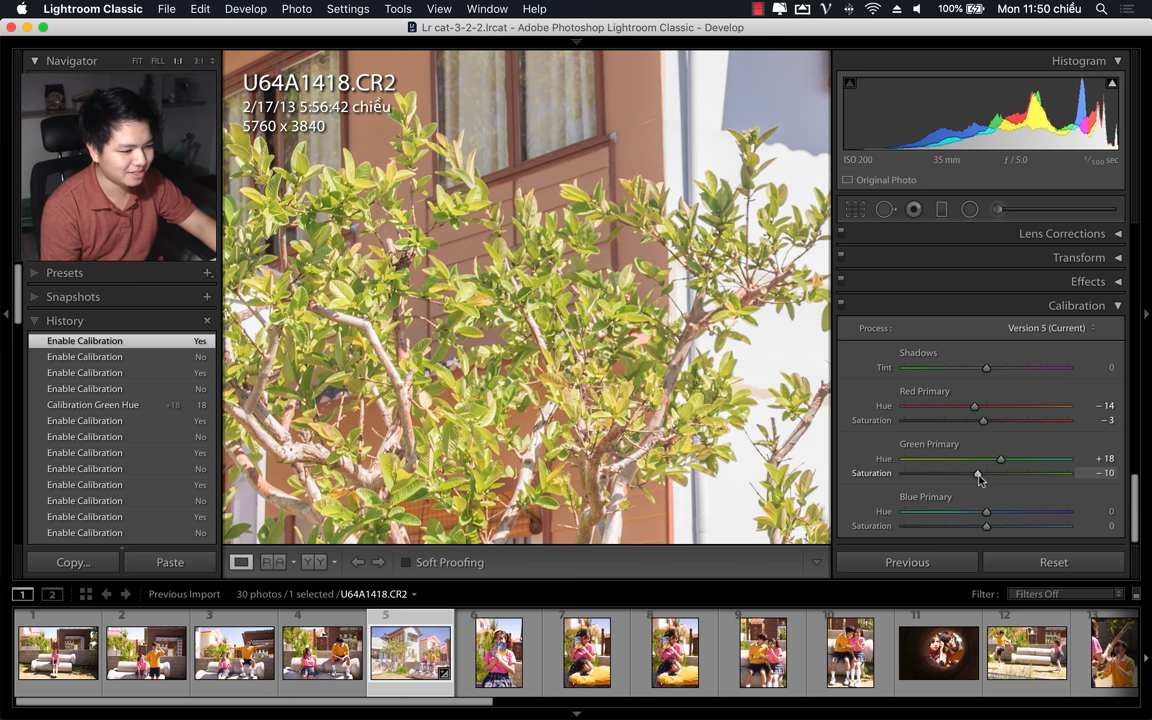 Lightroom Classic File Edit Develop Photo Settings Tools View Window Help 100% Mon 11:50 chiều
Lr cat-3-2-2.lrcat - Adobe Photoshop Lightroom Classic - Develop
Navigator FIT FILL 1:1 3:1
U64A1418.CR2
2/17/13 5:56:42 chiều
5760 x 3840
Presets
Snapshots
History
Enable Calibration Yes
Enable Calibration No
Enable Calibration Yes
Enable Calibration No
Calibration Green Hue +18 18
Enable Calibration Yes
Enable Calibration No
Enable Calibration Yes
Enable Calibration No
Enable Calibration Yes
Enable Calibration No
Enable Calibration Yes
Enable Calibration No
Copy... Paste
Soft Proofing
Histogram
ISO 200 35 mm ƒ / 5.0 1/500 sec
Original Photo
Lens Corrections
Transform
Effects
Calibration
Process : Version 5 (Current)
Shadows
Tint 0
Red Primary
Hue – 14
Saturation – 3
Green Primary
Hue + 18
Saturation – 10
Blue Primary
Hue 0
Saturation 0
Previous Reset
1 2 Previous Import 30 photos / 1 selected / U64A1418.CR2 Filter : Filters Off
1 2 3 4 5 6 7 8 9 10 11 12 13